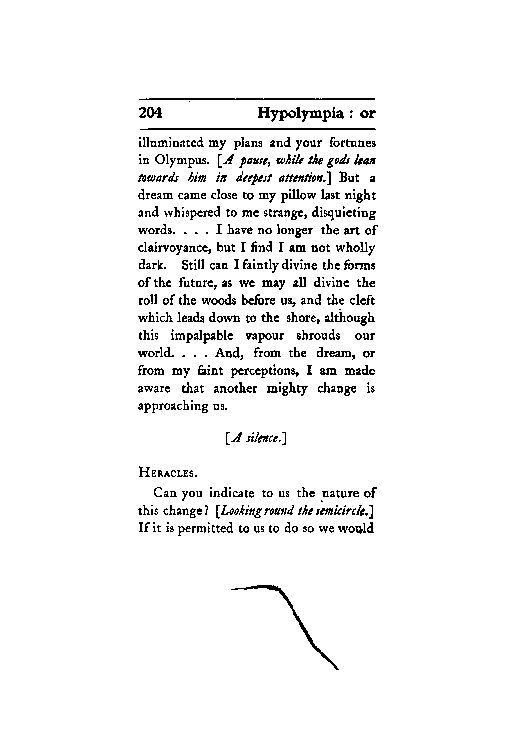 204 Hypolympia : or
illuminated my plans and your fortunes
in Olympus. [A pause, while the gods lean
towards him in deepest attention.] But a
dream came close to my pillow last night
and whispered to me strange, disquieting
words. . . . I have no longer the art of
clairvoyance, but I find I am not wholly
dark. Still can I faintly divine the forms
of the future, as we may all divine the
roll of the woods before us, and the cleft
which leads down to the shore, although
this impalpable vapour shrouds our
world. . . . And, from the dream, or
from my faint perceptions, I am made
aware that another mighty change is
approaching us.
[A silence.]
Heracles.
Can you indicate to us the nature of
this change? [Looking round the semicircle.]
If it is permitted to us to do so we would